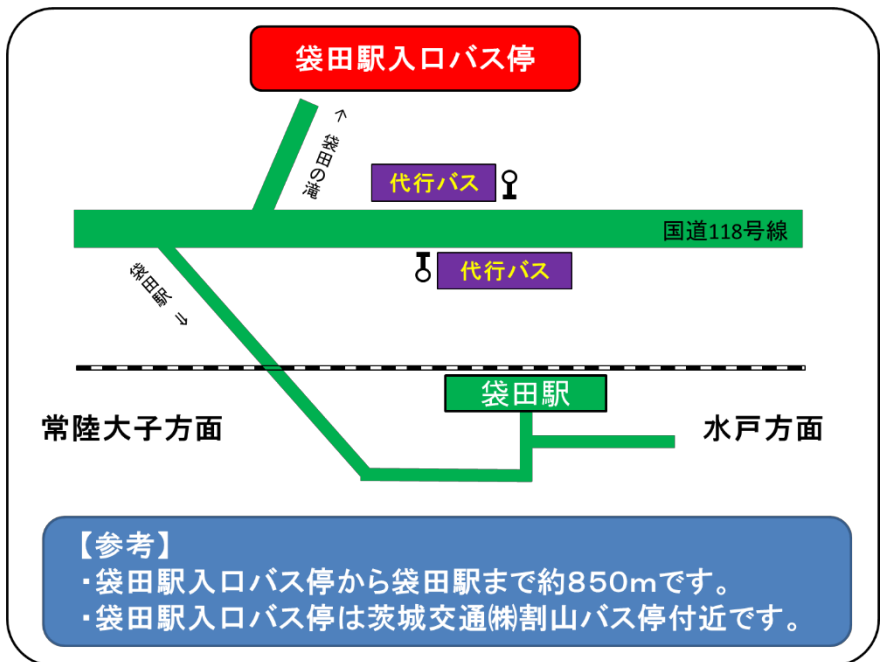 袋田駅入口バス停
↑ 袋田の滝
代行バス
国道118号線
代行バス
袋田駅 ⇓
袋田駅
常陸大子方面
水戸方面
【参考】
・袋田駅入口バス停から袋田駅まで約850mです。
・袋田駅入口バス停は茨城交通㈱割山バス停付近です。